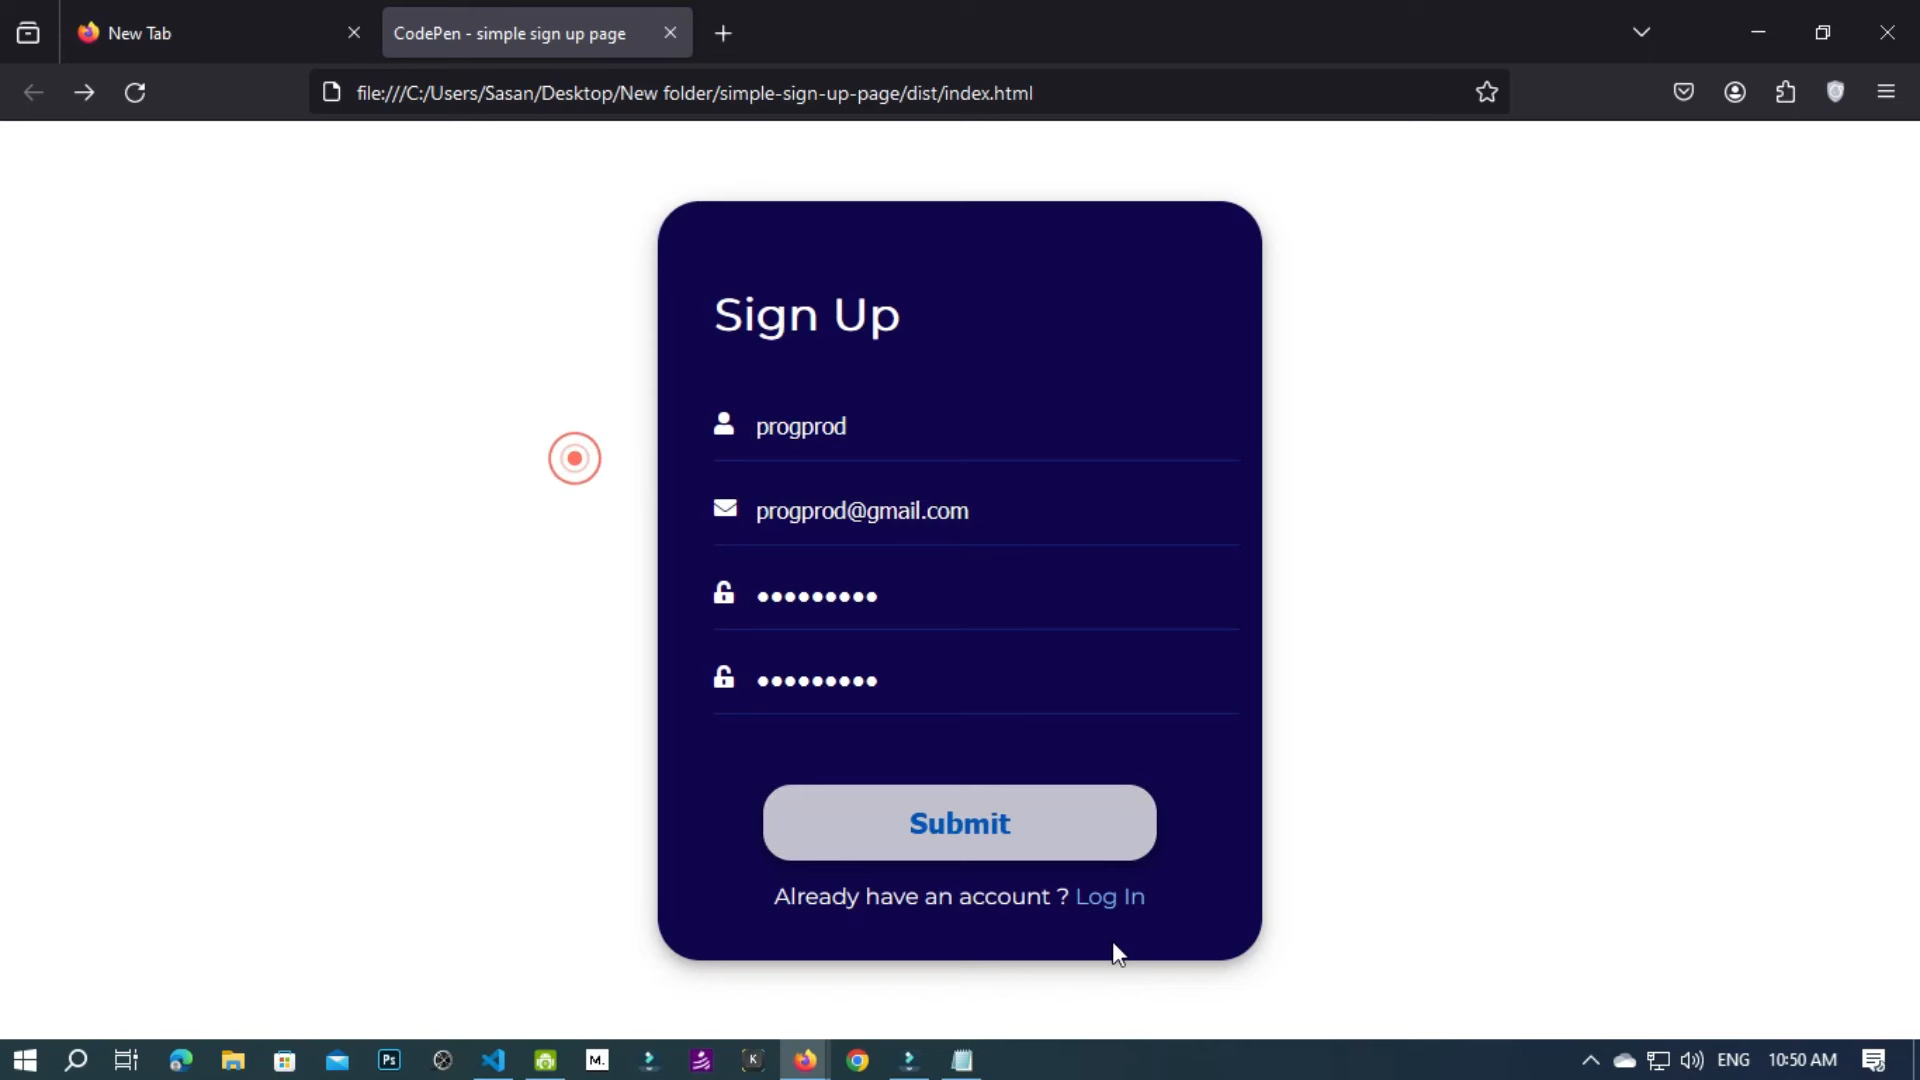 New Tab
CodePen - simple sign up page
file:///C:/Users/Sasan/Desktop/New folder/simple-sign-up-page/dist/index.html
Sign Up
progprod
progprod@gmail.com
•••••••••
•••••••••
Submit
Already have an account ? Log In
Ps
M.
K
ENG
10:50 AM